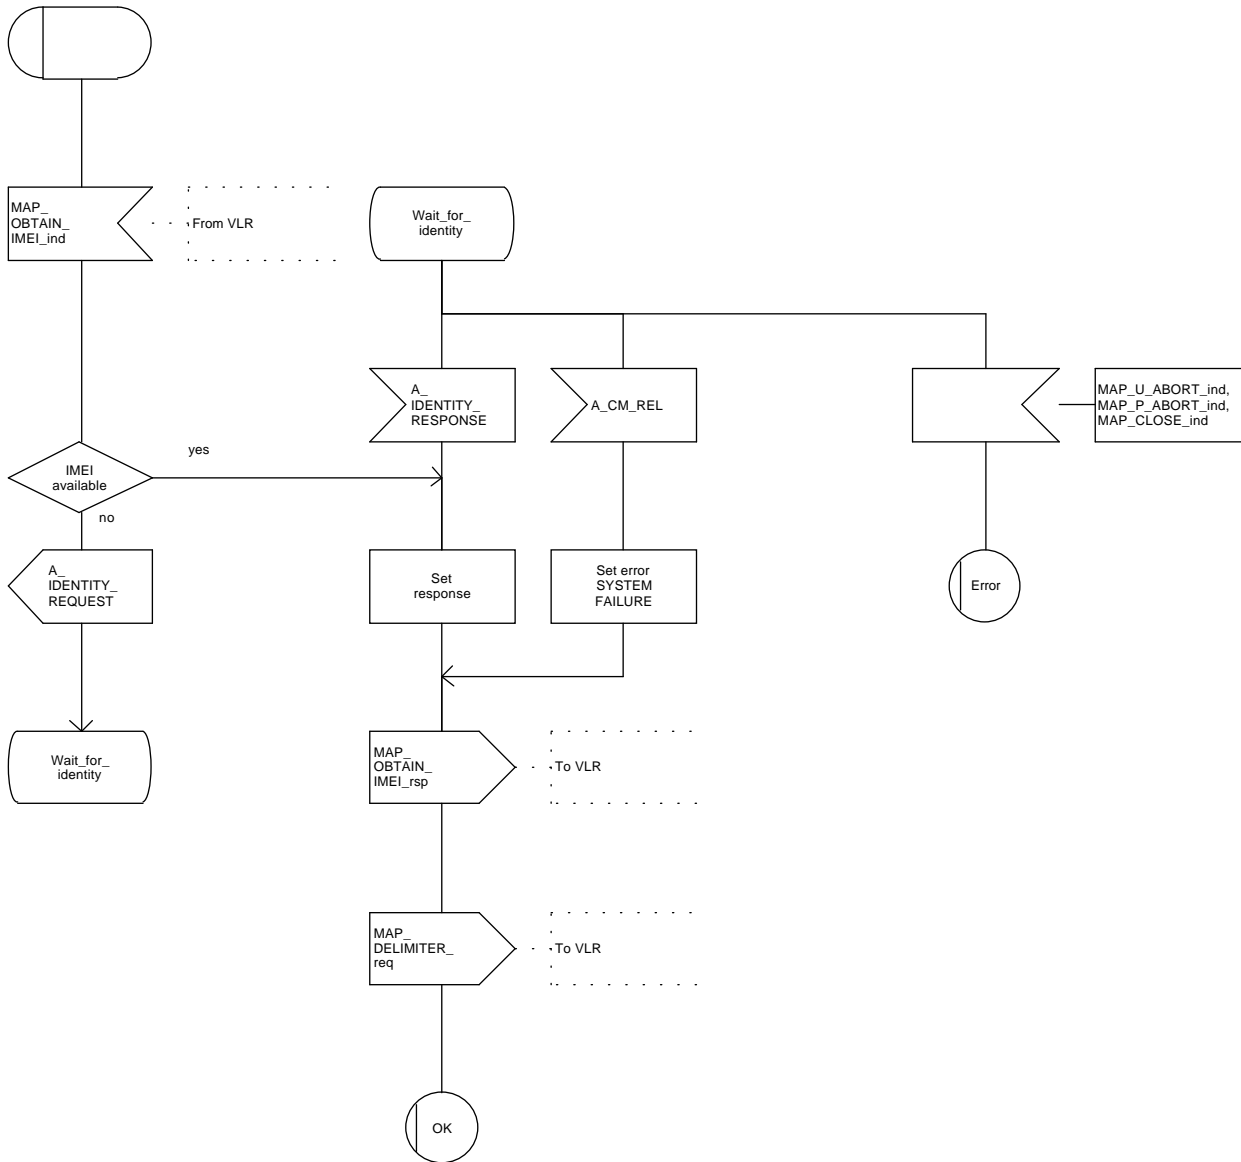 MAP_
OBTAIN_
IMEI_ind
From VLR
Wait_for_
identity
A_
IDENTITY_
RESPONSE
A_CM_REL
MAP_U_ABORT_ind,
MAP_P_ABORT_ind,
MAP_CLOSE_ind
IMEI
available
yes
no
A_
IDENTITY_
REQUEST
Set
response
Set error
SYSTEM
FAILURE
Error
Wait_for_
identity
MAP_
OBTAIN_
IMEI_rsp
To VLR
MAP_
DELIMITER_
req
To VLR
OK